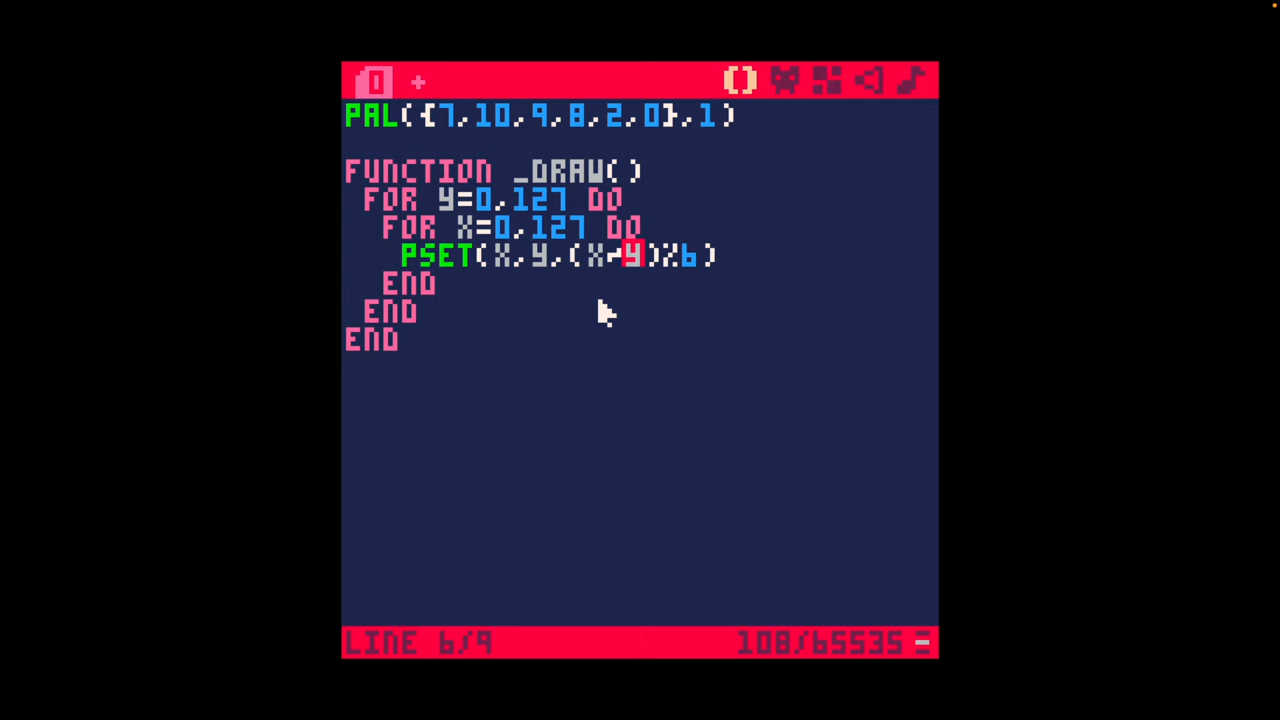 0 +
PAL({7,10,9,8,2,0},1)
FUNCTION _DRAW()
FOR Y=0,127 DO
FOR X=0,127 DO
PSET(X,Y,(X~Y)%6)
END
END
END
LINE 6/9 108/65535